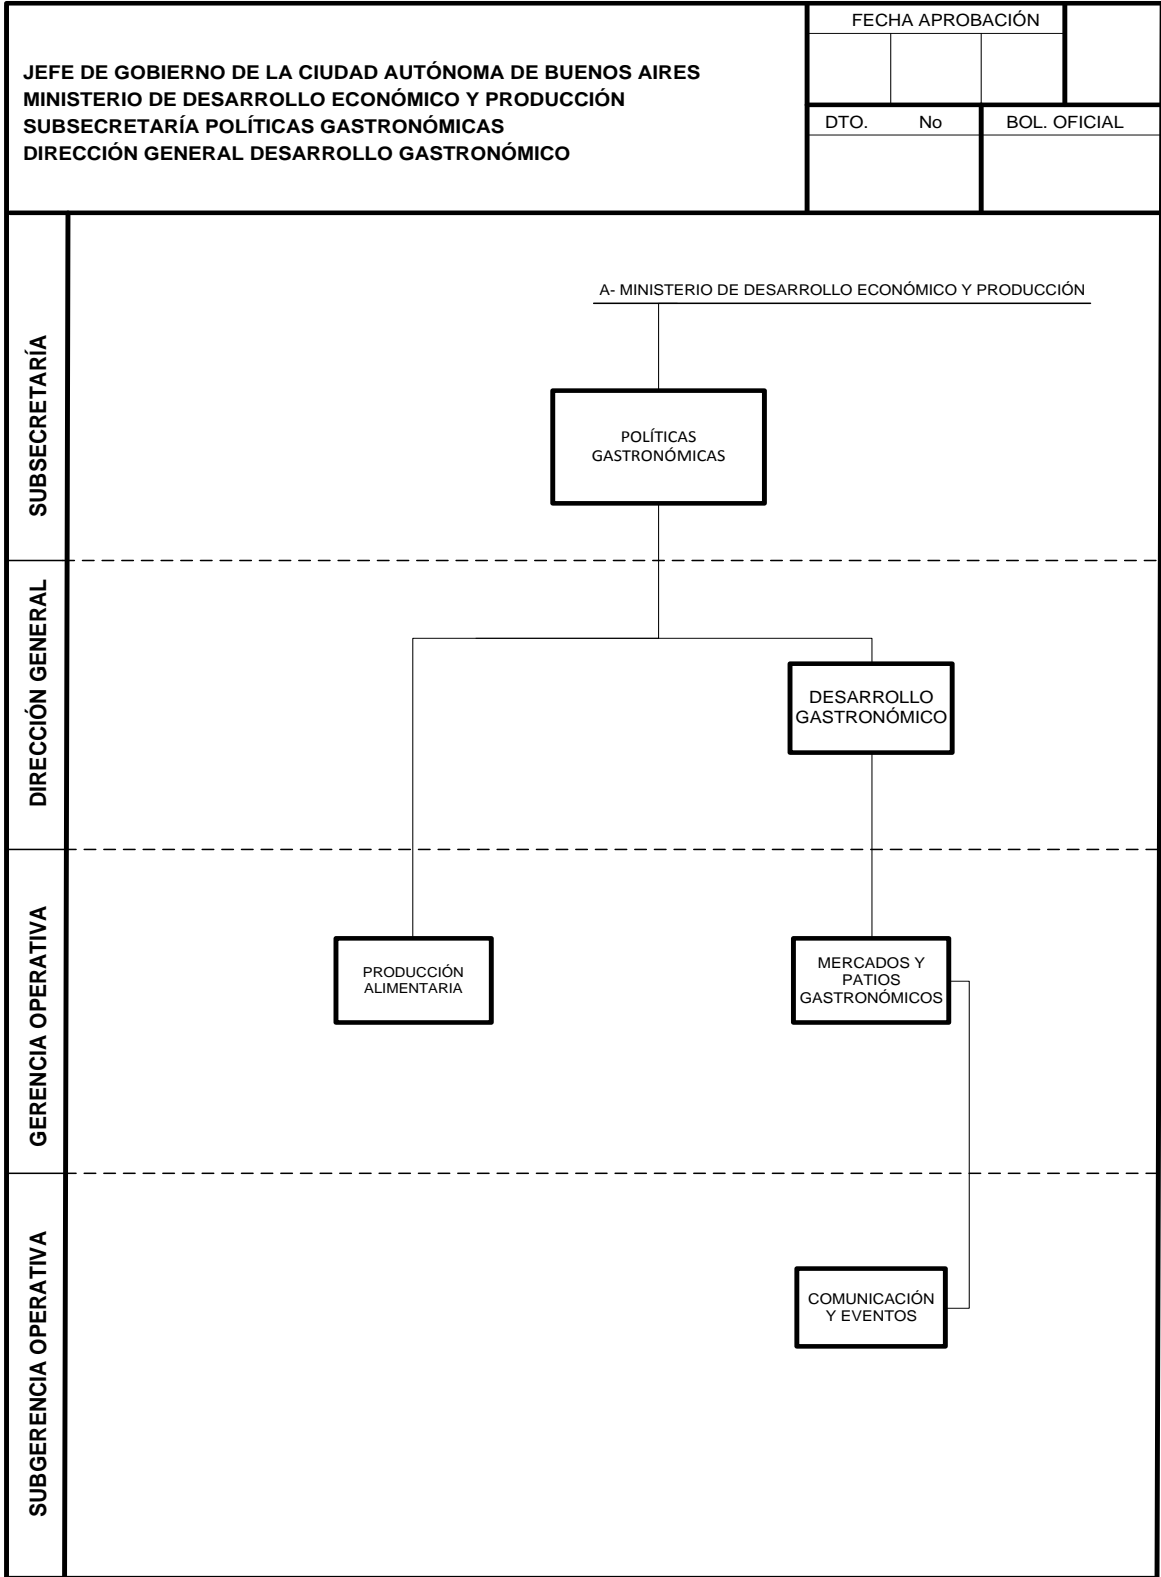 JEFE DE GOBIERNO DE LA CIUDAD AUTÓNOMA DE BUENOS AIRES
MINISTERIO DE DESARROLLO ECONÓMICO Y PRODUCCIÓN
SUBSECRETARÍA POLÍTICAS GASTRONÓMICAS
DIRECCIÓN GENERAL DESARROLLO GASTRONÓMICO
FECHA APROBACIÓN
DTO. No BOL. OFICIAL
SUBSECRETARÍA
A- MINISTERIO DE DESARROLLO ECONÓMICO Y PRODUCCIÓN
POLÍTICAS
GASTRONÓMICAS
DIRECCIÓN GENERAL
DESARROLLO
GASTRONÓMICO
GERENCIA OPERATIVA
PRODUCCIÓN
ALIMENTARIA
MERCADOS Y
PATIOS
GASTRONÓMICOS
SUBGERENCIA OPERATIVA
COMUNICACIÓN
Y EVENTOS